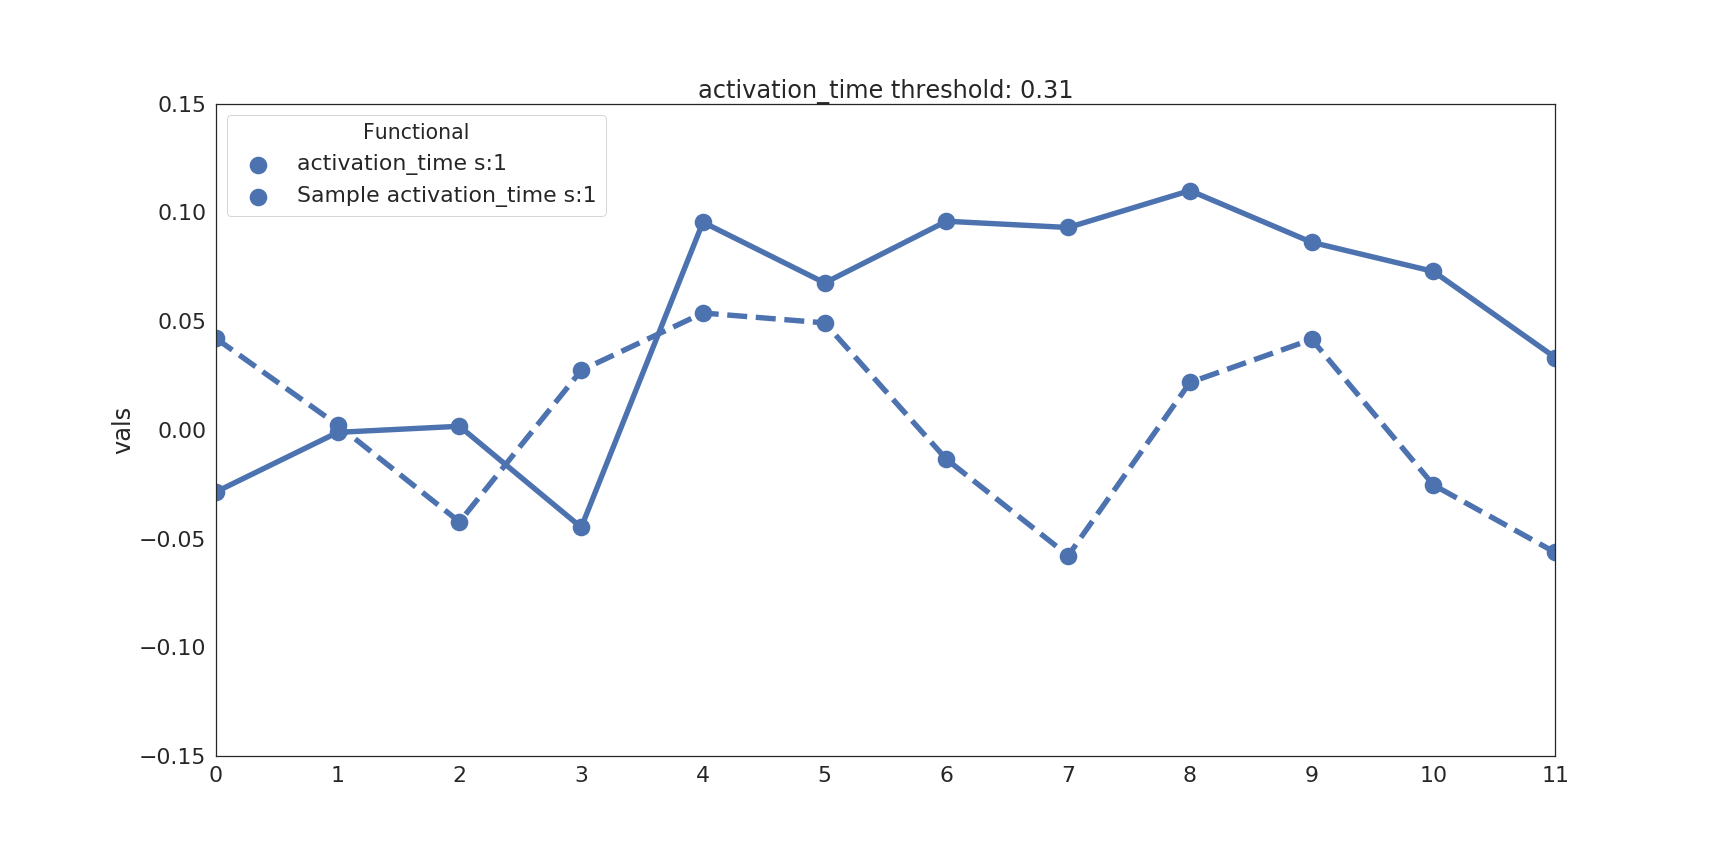 activation_time threshold: 0.31
Functional
activation_time s:1
Sample activation_time s:1
vals
0.15
0.10
0.05
0.00
−0.05
−0.10
−0.15
0 1 2 3 4 5 6 7 8 9 10 11